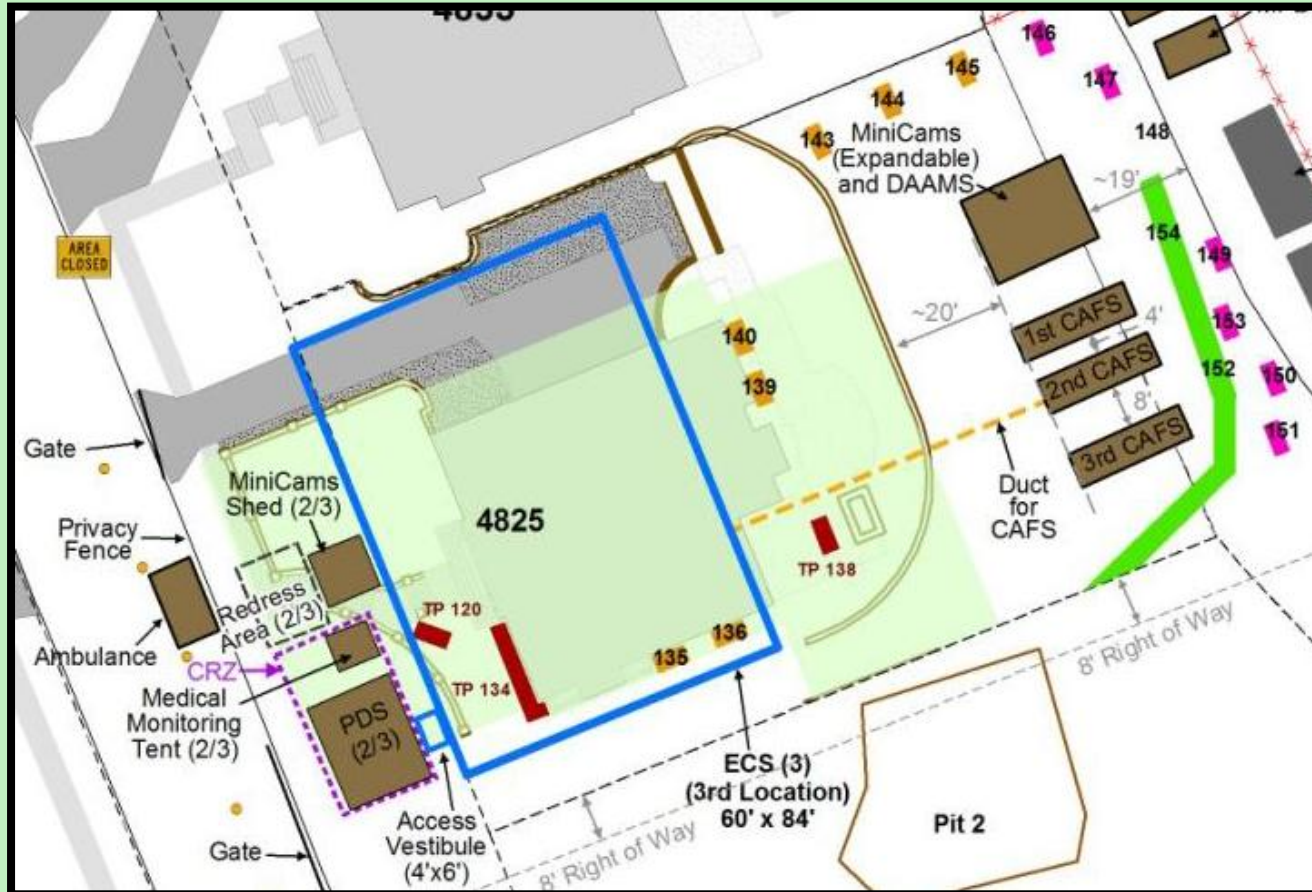 4835
146
145
147
144
148
143
MiniCams
(Expandable)
and DAAMS
~19'
AREA
CLOSED
154
149
~20'
1st CAFS
4'
153
140
2nd CAFS
152
150
139
8'
3rd CAFS
151
Gate
MiniCams
Shed (2/3)
Duct
for
CAFS
Privacy
Fence
4825
TP 138
Redress
Area (2/3)
TP 120
136
135
Ambulance
CRZ
8' Right of Way
TP 134
Medical
Monitoring
Tent (2/3)
PDS
(2/3)
ECS (3)
(3rd Location)
60' x 84'
Pit 2
Access
Vestibule
(4'x6')
Gate
8' Right of Way